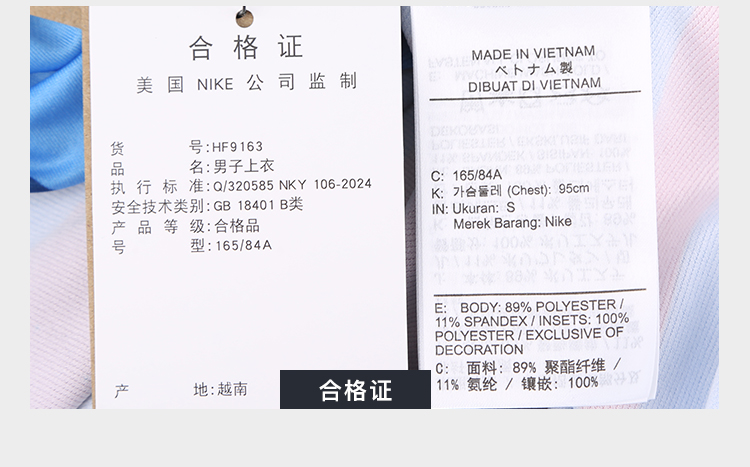 合格证
美国NIKE公司监制
货号:HF9163
品名:男子上衣
执行标准:Q/320585 NKY 106-2024
安全技术类别:GB 18401 B类
产品等级:合格品
号型:165/84A
产地:越南
MADE IN VIETNAM
ベトナム製
DIBUAT DI VIETNAM
C: 165/84A
K: 가슴둘레 (Chest): 95cm
IN: Ukuran: S
Merek Barang: Nike
E: BODY: 89% POLYESTER /
11% SPANDEX / INSETS: 100%
POLYESTER / EXCLUSIVE OF
DECORATION
C: 面料: 89% 聚酯纤维 /
11% 氨纶 / 镶嵌: 100%
合格证